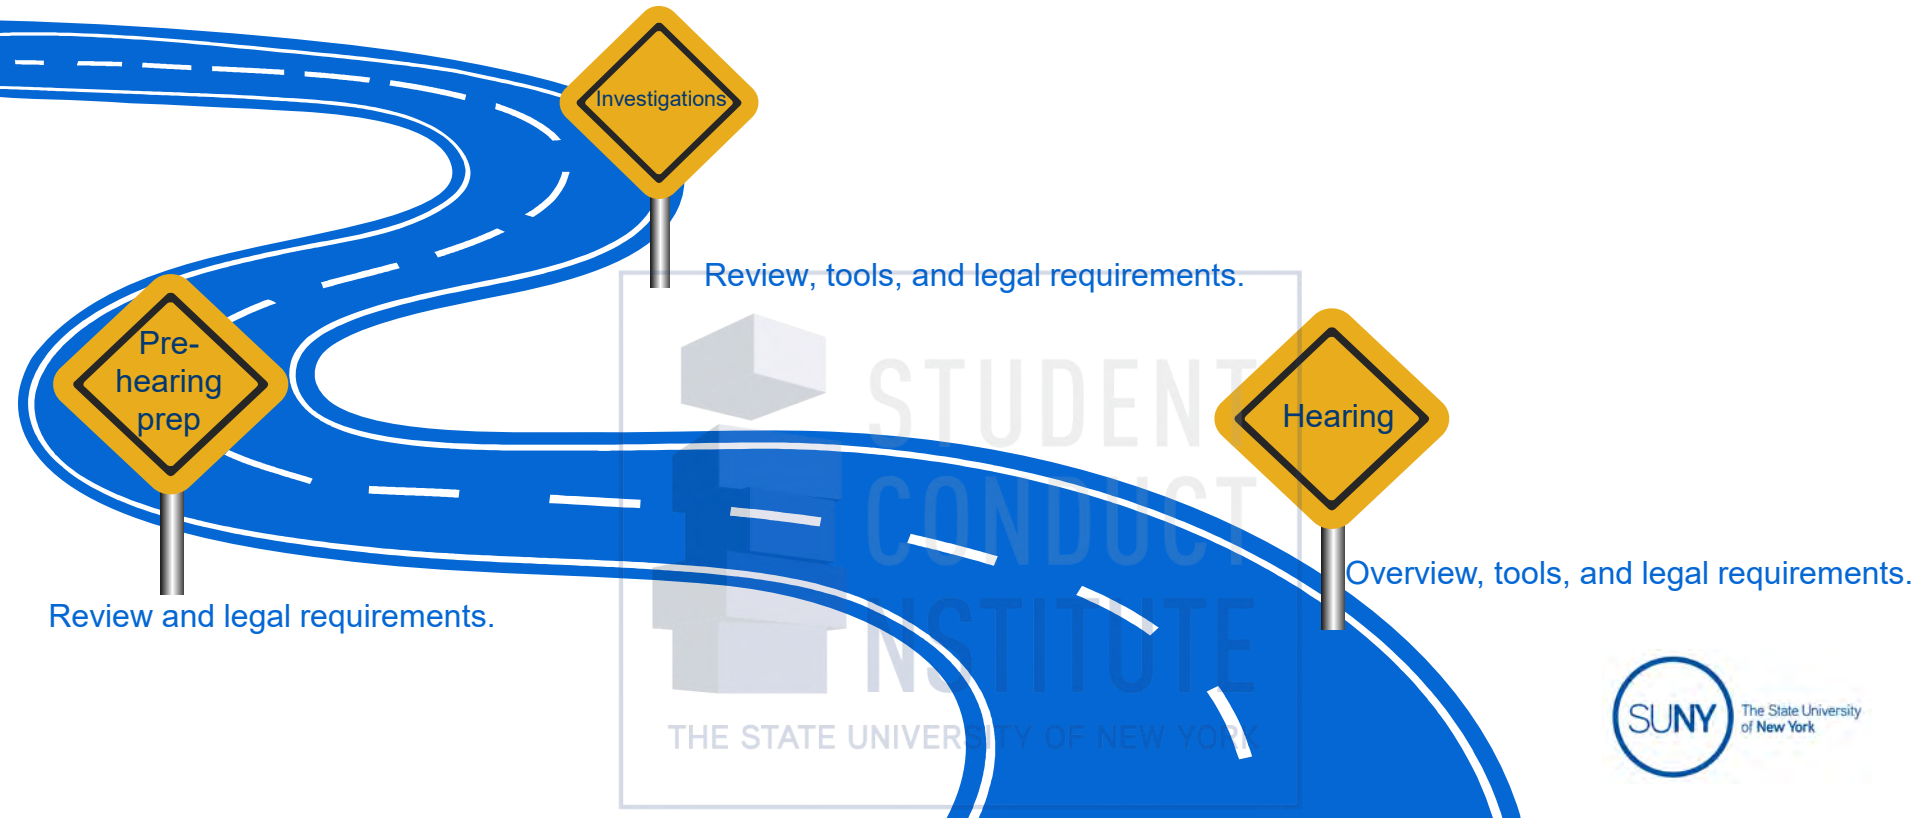 Investigations
Review, tools, and legal requirements.
Pre-
hearing
prep
Review and legal requirements.
Hearing
Overview, tools, and legal requirements.
STUDENT
CONDUCT
INSTITUTE
THE STATE UNIVERSITY OF NEW YORK
SUNY
The State University
of New York